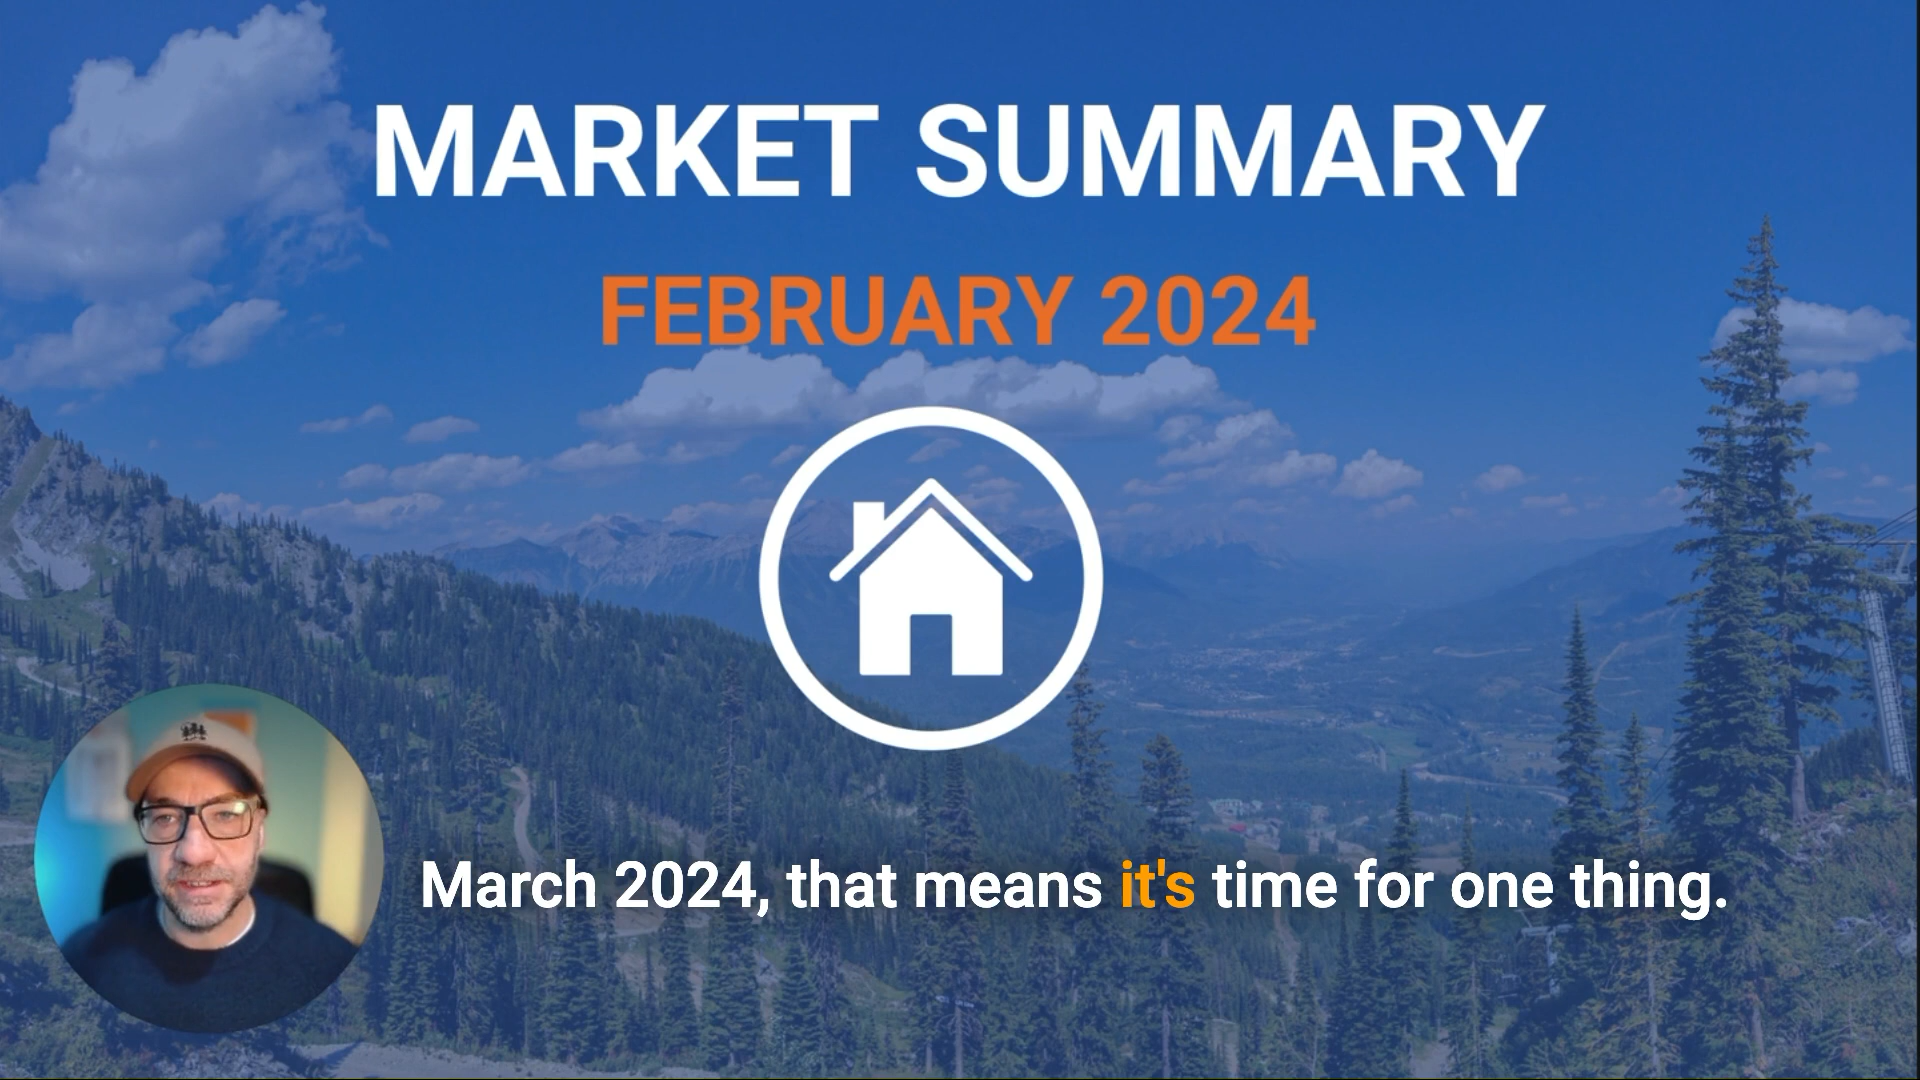 MARKET SUMMARY
FEBRUARY 2024
March 2024, that means it's time for one thing.